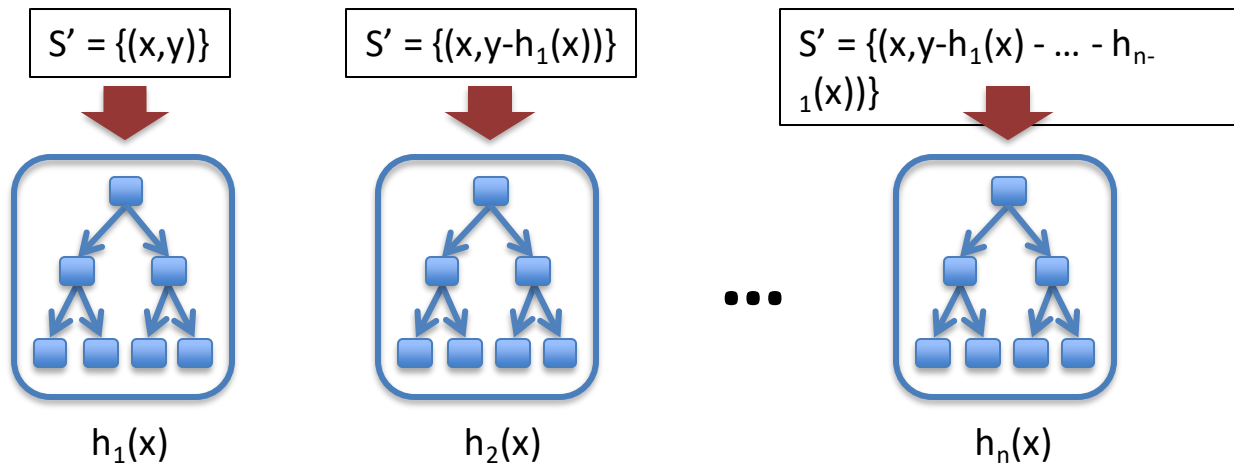 S’ = {(x,y)}
S’ = {(x,y-h₁(x))}
S’ = {(x,y-h₁(x) - … - hₙ₋
₁(x))}
...
h₁(x)
h₂(x)
hₙ(x)